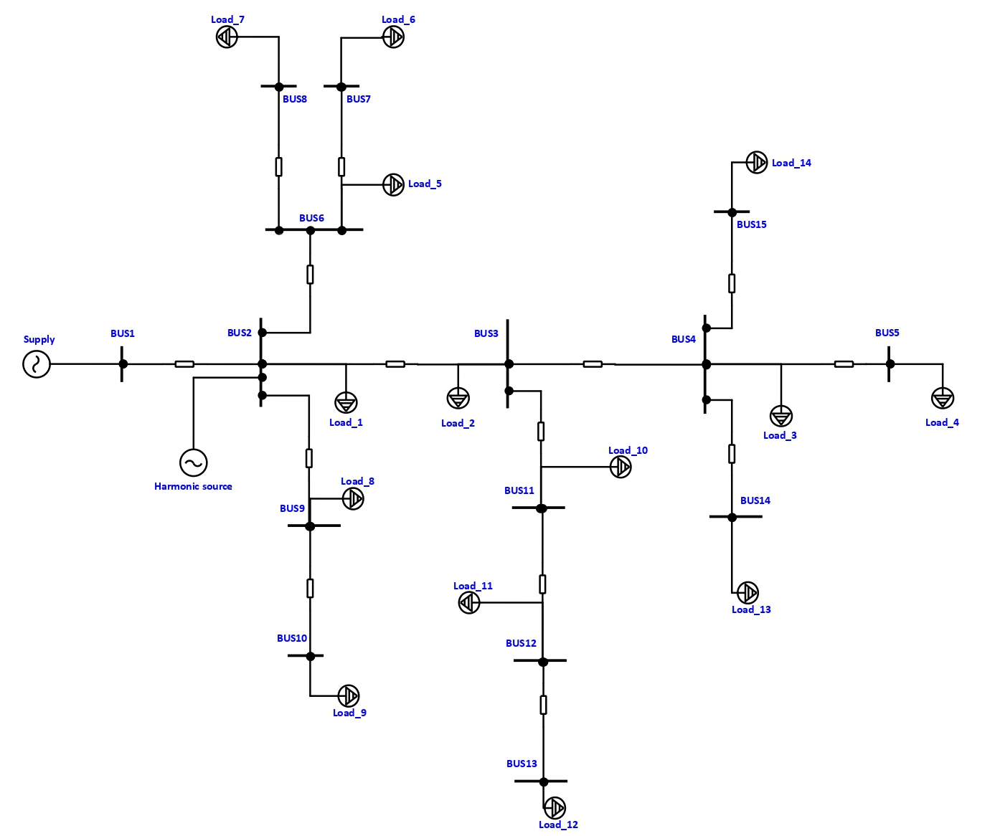 Load_7
Load_6
BUS8
BUS7
Load_14
Load_5
BUS6
BUS15
Supply
BUS1
BUS2
BUS3
BUS4
BUS5
Load_1
Load_2
Load_3
Load_4
Harmonic source
Load_10
Load_8
BUS11
BUS14
BUS9
Load_11
Load_13
BUS10
BUS12
Load_9
BUS13
Load_12